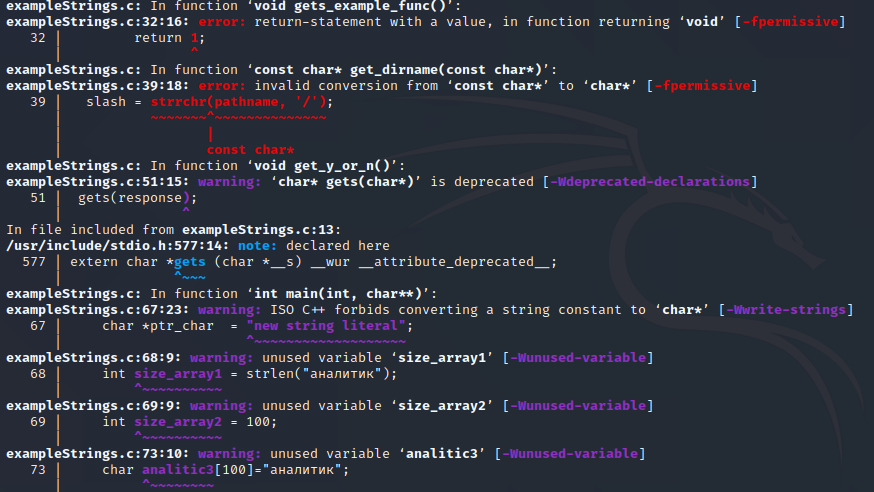 exampleStrings.c: In function ‘void gets_example_func()’:
exampleStrings.c:32:16: error: return-statement with a value, in function returning ‘void’ [-fpermissive]
   32 |         return 1;
      |                ^
exampleStrings.c: In function ‘const char* get_dirname(const char*)’:
exampleStrings.c:39:18: error: invalid conversion from ‘const char*’ to ‘char*’ [-fpermissive]
   39 |   slash = strrchr(pathname, '/');
      |           ~~~~~~~^~~~~~~~~~~~~~~
      |                  |
      |                  const char*
exampleStrings.c: In function ‘void get_y_or_n()’:
exampleStrings.c:51:15: warning: ‘char* gets(char*)’ is deprecated [-Wdeprecated-declarations]
   51 |  gets(response);
      |               ^
In file included from exampleStrings.c:13:
/usr/include/stdio.h:577:14: note: declared here
  577 | extern char *gets (char *__s) __wur __attribute_deprecated__;
      |              ^~~~
exampleStrings.c: In function ‘int main(int, char**)’:
exampleStrings.c:67:23: warning: ISO C++ forbids converting a string constant to ‘char*’ [-Wwrite-strings]
   67 |     char *ptr_char  = "new string literal";
      |                       ^~~~~~~~~~~~~~~~~~~~
exampleStrings.c:68:9: warning: unused variable ‘size_array1’ [-Wunused-variable]
   68 |     int size_array1 = strlen("аналитик");
      |         ^~~~~~~~~~~
exampleStrings.c:69:9: warning: unused variable ‘size_array2’ [-Wunused-variable]
   69 |     int size_array2 = 100;
      |         ^~~~~~~~~~~
exampleStrings.c:73:10: warning: unused variable ‘analitic3’ [-Wunused-variable]
   73 |     char analitic3[100]="аналитик";
      |          ^~~~~~~~~